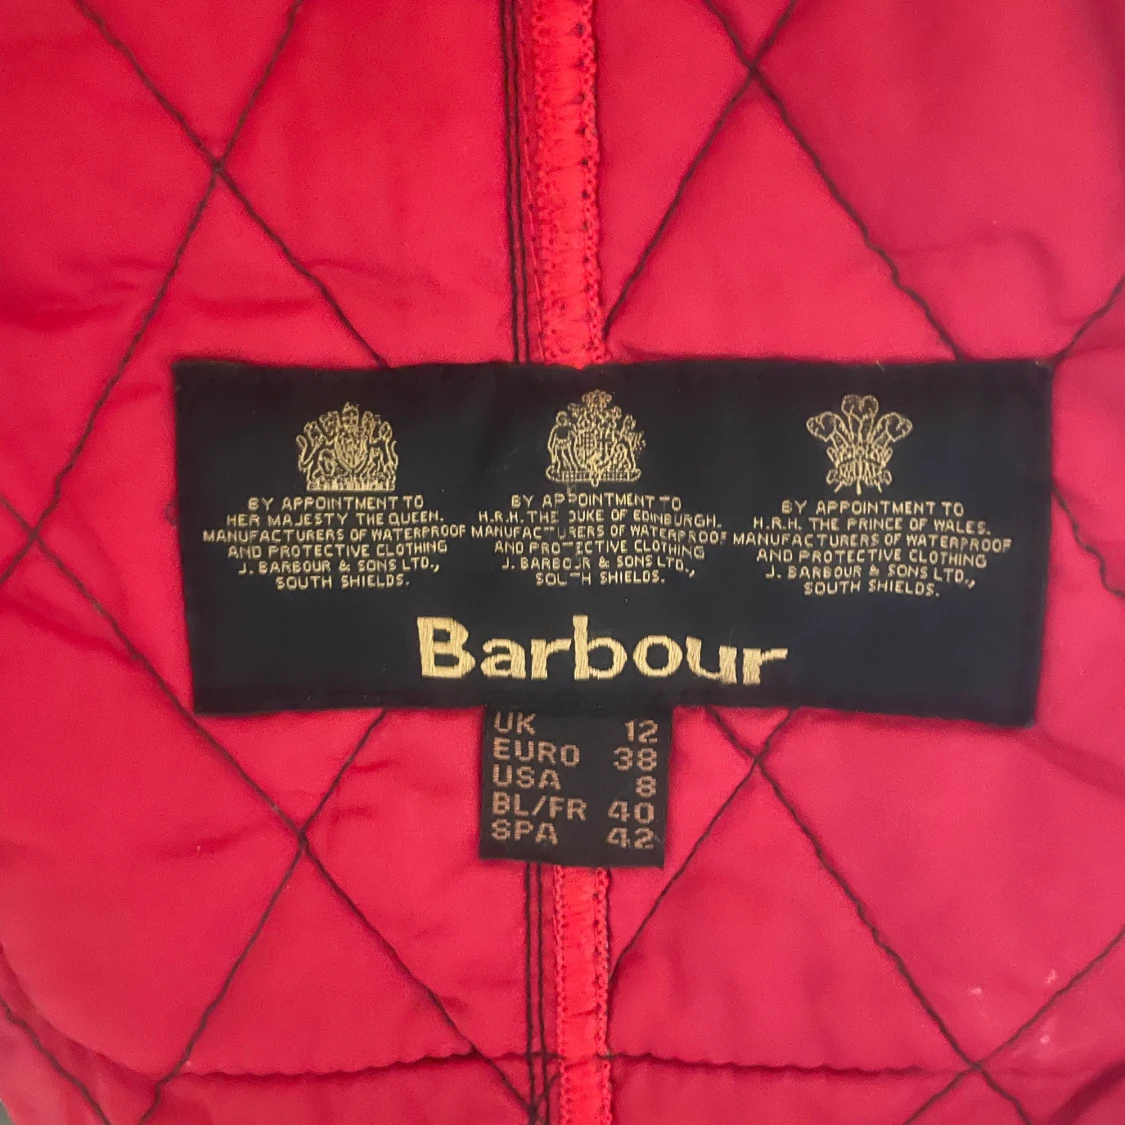 BY APPOINTMENT TO
HER MAJESTY THE QUEEN.
MANUFACTURERS OF WATERPROOF
AND PROTECTIVE CLOTHING
J. BARBOUR & SONS LTD.,
SOUTH SHIELDS.
BY APPOINTMENT TO
H.R.H. THE DUKE OF EDINBURGH.
MANUFACTURERS OF WATERPROOF
AND PROTECTIVE CLOTHING
J. BARBOUR & SONS LTD.,
SOUTH SHIELDS.
BY APPOINTMENT TO
H.R.H. THE PRINCE OF WALES.
MANUFACTURERS OF WATERPROOF
AND PROTECTIVE CLOTHING
J. BARBOUR & SONS LTD.,
SOUTH SHIELDS.
Barbour
UK 12
EURO 38
USA 8
BL/FR 40
SPA 42